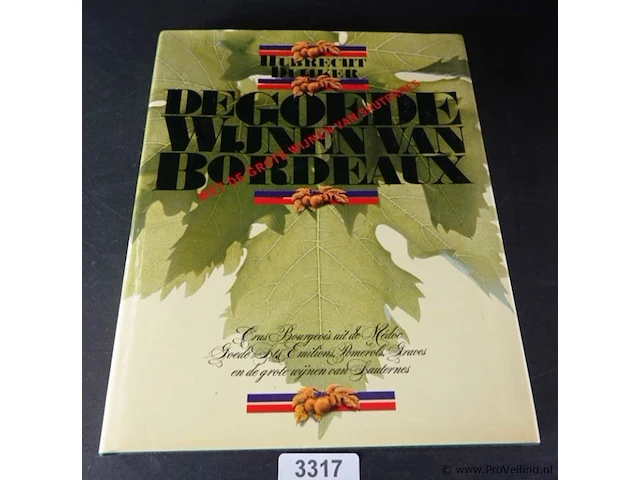 HUBRECHT
DUIJKER
DE GOEDE
WIJNEN VAN
BORDEAUX
MET DE GROTE WIJNEN VAN SAUTERNES
Crus Bourgeois uit de Médoc
Goede St. Emilions, Pomerols, Graves
en de grote wijnen van Sauternes
3317
© www.ProVeiling.nl